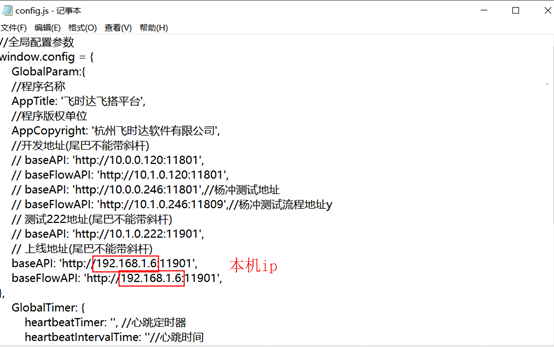 config.js - 记事本
文件(F) 编辑(E) 格式(O) 查看(V) 帮助(H)
//全局配置参数
window.config = {
GlobalParam:{
//程序名称
AppTitle: '飞时达飞搭平台',
//程序版权单位
AppCopyright: '杭州飞时达软件有限公司',
//开发地址(尾巴不能带斜杆)
// baseAPI: 'http://10.0.0.120:11801',
// baseFlowAPI: 'http://10.1.0.120:11801',
// baseAPI: 'http://10.0.0.246:11801',//杨冲测试地址
// baseFlowAPI: 'http://10.1.0.246:11809',//杨冲测试流程地址y
// 测试222地址(尾巴不能带斜杆)
// baseAPI: 'http://10.1.0.222:11901',
// 上线地址(尾巴不能带斜杆)
baseAPI: 'http://192.168.1.6:11901',
本机ip
baseFlowAPI: 'http://192.168.1.6:11901',
},
GlobalTimer: {
heartbeatTimer: '', //心跳定时器
heartbeatIntervalTime: ''//心跳时间